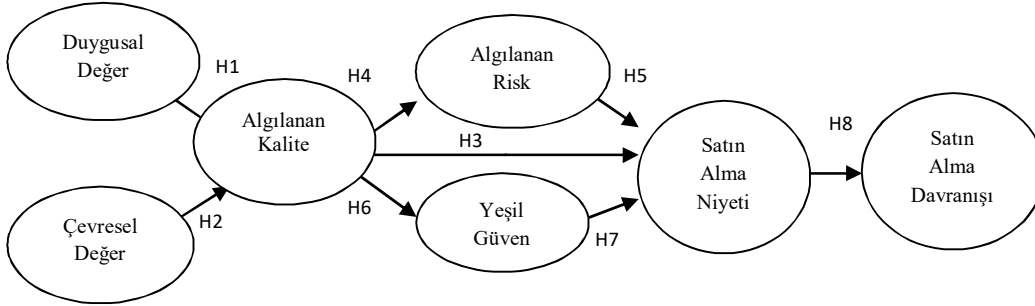 Duygusal
Değer
H1
Çevresel
Değer
H2
Algılanan
Kalite
H4
Algılanan
Risk
H5
H3
H6
Yeşil
Güven
H7
Satın
Alma
Niyeti
H8
Satın
Alma
Davranışı